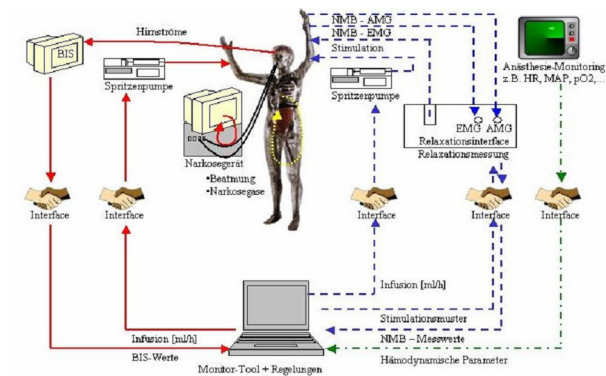 Hirnströme
NMB - AMG
NMB - EMG
Stimulation
BIS
Spritzenpumpe
Spritzenpumpe
Anästhesie-Monitoring
z.B. HR, MAP, pO2,...
EMG AMG
Relaxationsinterface
Relaxationsmessung
Narkosegerät
•Beatmung
•Narkosegase
Interface
Interface
Interface
Interface
Interface
Infusion [ml/h]
Stimulationsmuster
Infusion [ml/h]
NMB – Messwerte
BIS-Werte
Hämodynamische Parameter
Monitor-Tool + Regelungen